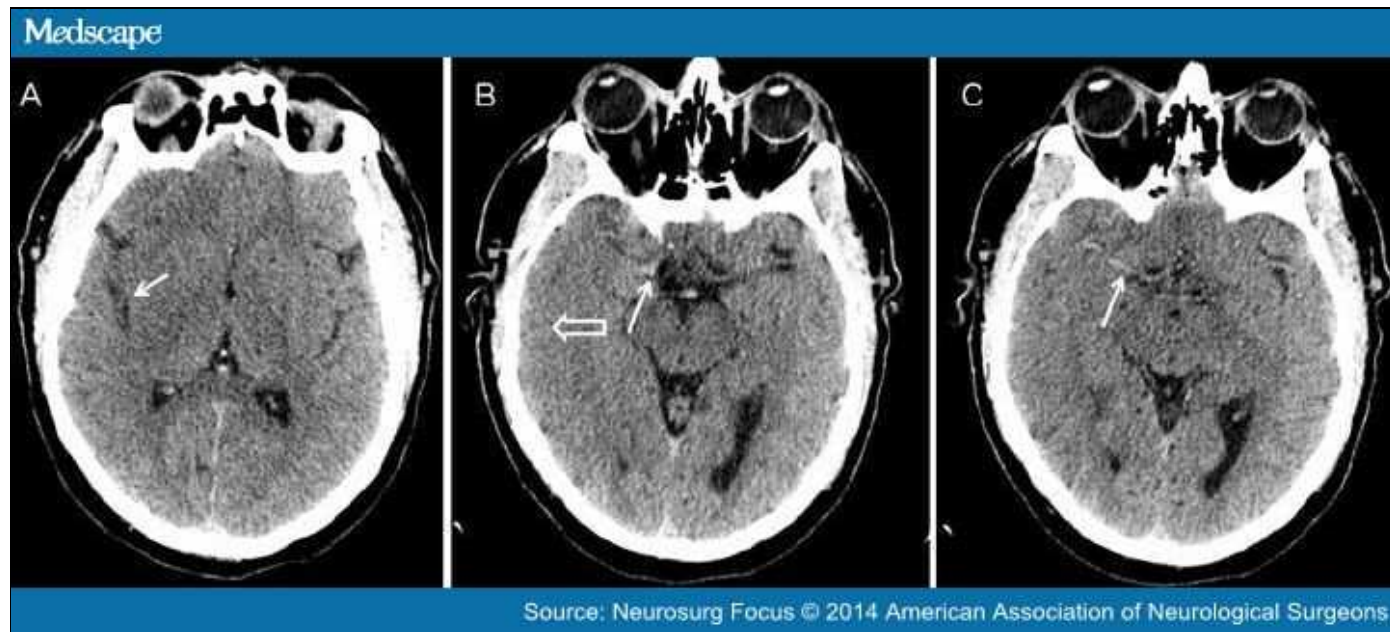 Medscape
A
B
C
Source: Neurosurg Focus © 2014 American Association of Neurological Surgeons